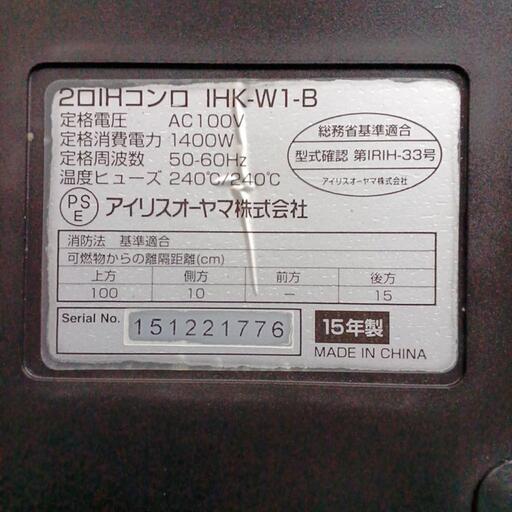 2口IHコンロ IHK-W1-B
定格電圧 AC100V
定格消費電力 1400W
定格周波数 50-60Hz
温度ヒューズ 240℃/240℃
総務省基準適合
型式確認 第IRIH-33号
アイリスオーヤマ株式会社
PS
E
アイリスオーヤマ株式会社
消防法 基準適合
可燃物からの離隔距離(cm)
上方 側方 前方 後方
100 10 − 15
Serial No. 151221776
15年製
MADE IN CHINA